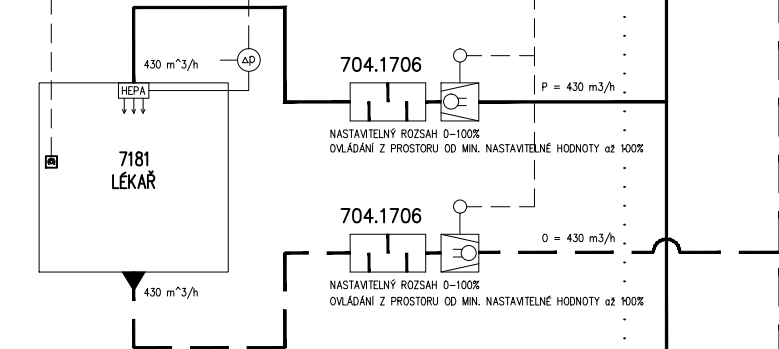 430 m^3/h
Δp
704.1706
HEPA
P = 430 m3/h
NASTAVITELNÝ ROZSAH 0-100%
OVLÁDÁNÍ Z PROSTORU OD MIN. NASTAVITELNÉ HODNOTY až 100%
7181
LÉKAŘ
704.1706
O = 430 m3/h
430 m^3/h
NASTAVITELNÝ ROZSAH 0-100%
OVLÁDÁNÍ Z PROSTORU OD MIN. NASTAVITELNÉ HODNOTY až 100%